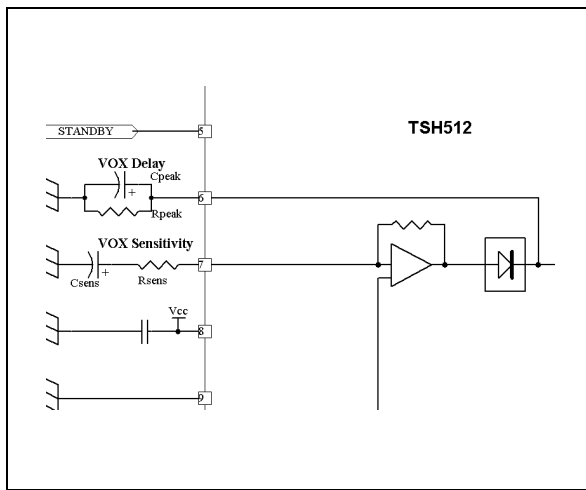 STANDBY
5
TSH512
VOX Delay
Cpeak
+
6
Rpeak
VOX Sensitivity
7
+
Csens
Rsens
Vcc
8
9